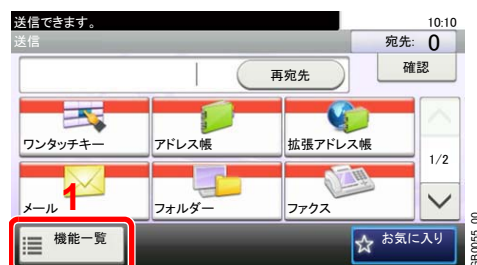 送信できます。 10:10
送信 宛先: 0
再宛先 確認
ワンタッチキー アドレス帳 拡張アドレス帳
1/2
メール フォルダー ファクス
1
機能一覧 お気に入り